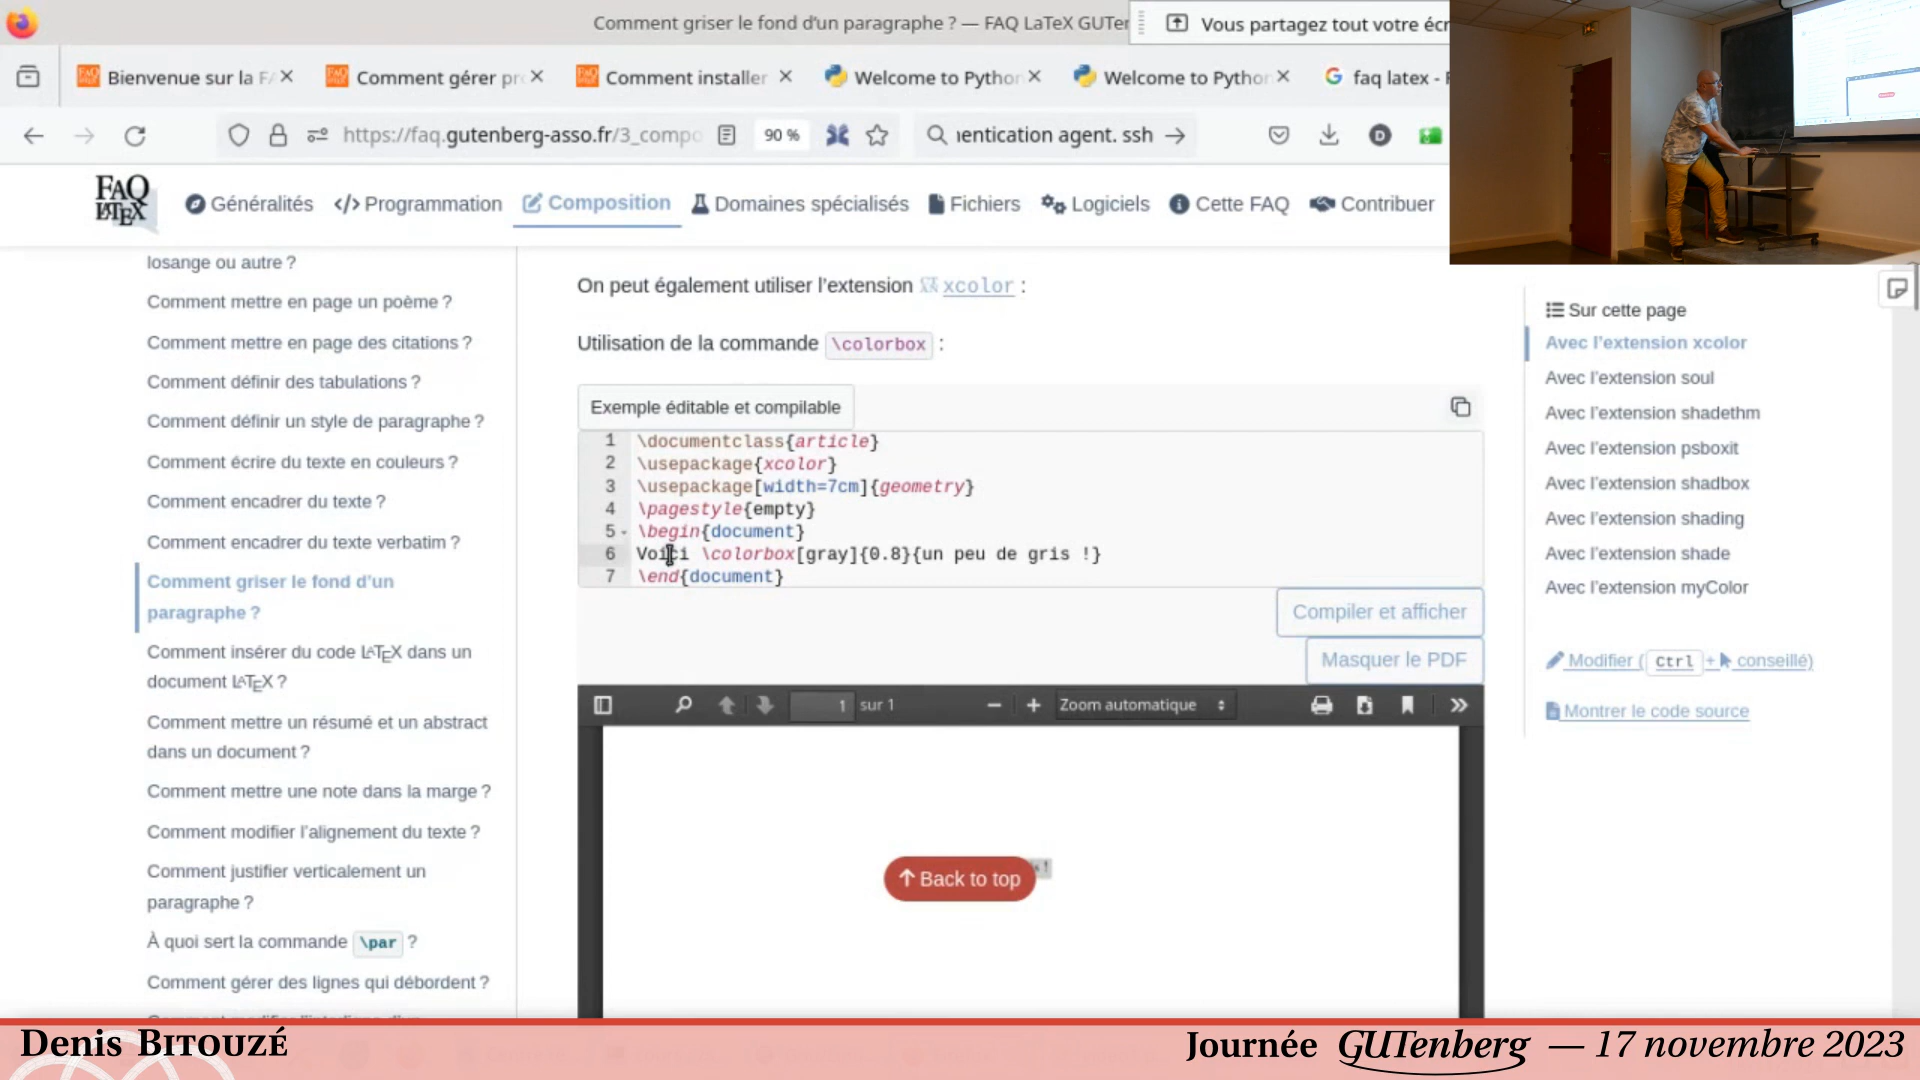 Comment griser le fond d'un paragraphe ? — FAQ LaTeX GUTe
Vous partagez tout votre écr
Bienvenue sur la FA
Comment gérer pr
Comment installer
Welcome to Python
Welcome to Python
faq latex -
https://faq.gutenberg-asso.fr/3_compo
90 %
entication agent. ssh
FAQ LATEX
Généralités
Programmation
Composition
Domaines spécialisés
Fichiers
Logiciels
Cette FAQ
Contribuer
losange ou autre ?
Comment mettre en page un poème ?
Comment mettre en page des citations ?
Comment définir des tabulations ?
Comment définir un style de paragraphe ?
Comment écrire du texte en couleurs ?
Comment encadrer du texte ?
Comment encadrer du texte verbatim ?
Comment griser le fond d'un
paragraphe ?
Comment insérer du code LATEX dans un
document LATEX ?
Comment mettre un résumé et un abstract
dans un document ?
Comment mettre une note dans la marge ?
Comment modifier l'alignement du texte ?
Comment justifier verticalement un
paragraphe ?
À quoi sert la commande \par ?
Comment gérer des lignes qui débordent ?
On peut également utiliser l'extension xcolor :
Utilisation de la commande \colorbox :
Exemple éditable et compilable
1 \documentclass{article}
2 \usepackage{xcolor}
3 \usepackage[width=7cm]{geometry}
4 \pagestyle{empty}
5 \begin{document}
6 Voici \colorbox[gray]{0.8}{un peu de gris !}
7 \end{document}
Compiler et afficher
Masquer le PDF
1 sur 1
Zoom automatique
Back to top
Sur cette page
Avec l'extension xcolor
Avec l'extension soul
Avec l'extension shadethm
Avec l'extension psboxit
Avec l'extension shadbox
Avec l'extension shading
Avec l'extension shade
Avec l'extension myColor
Modifier ( Ctrl + conseillé)
Montrer le code source
Denis BITOUZÉ
Journée GUTenberg — 17 novembre 2023